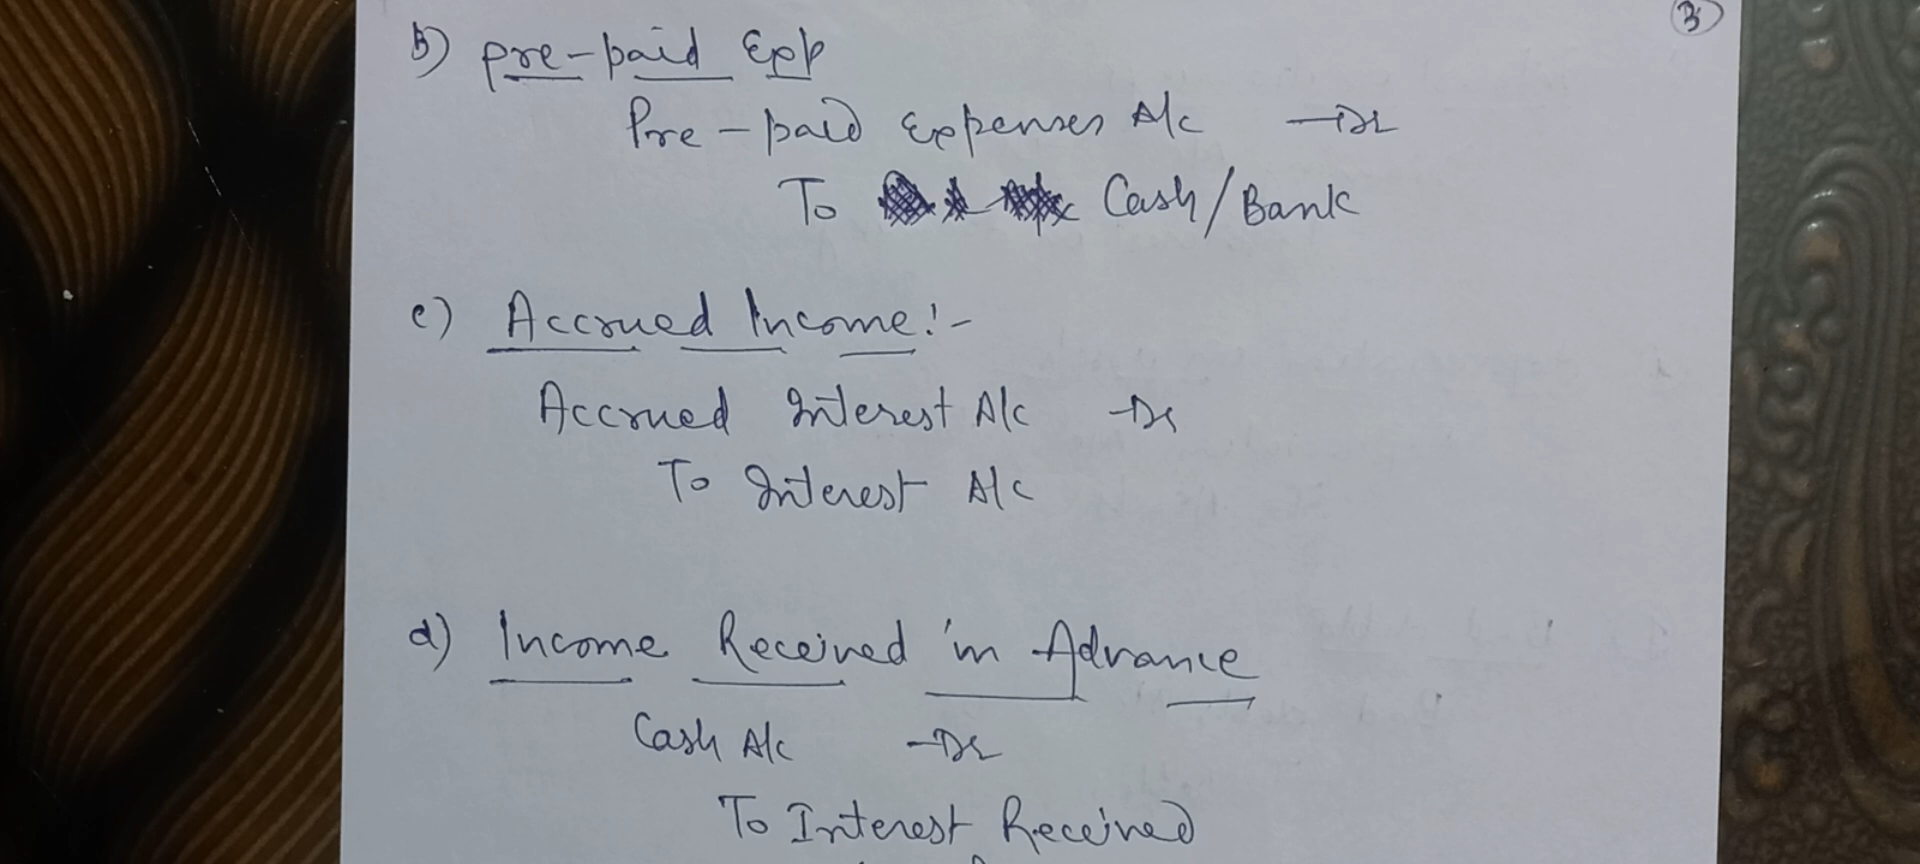 3
b) pre-paid Exp
Pre-paid Expenses A/c —Dr
To Cash/Bank
c) Accrued Income:-
Accrued Interest A/c —Dr
To Interest A/c
d) Income Received in Advance
Cash A/c —Dr
To Interest Received